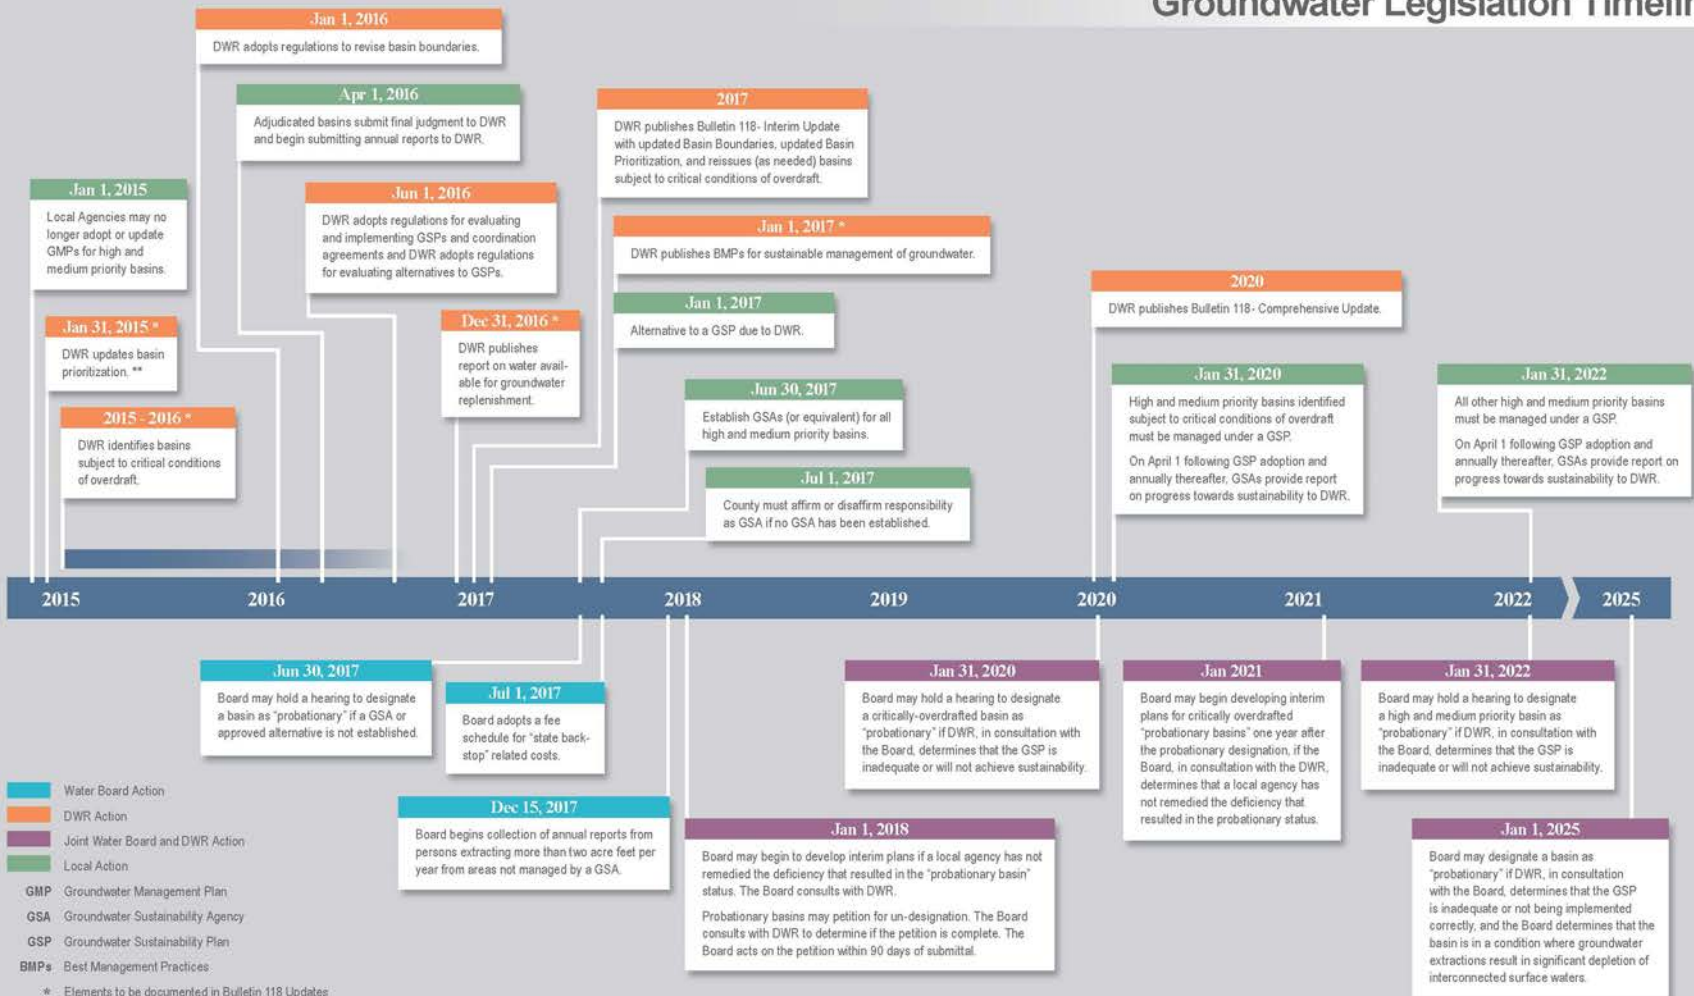 Groundwater Legislation Timelin
Jan 1, 2016
DWR adopts regulations to revise basin boundaries.
Apr 1, 2016
Adjudicated basins submit final judgment to DWR
and begin submitting annual reports to DWR.
2017
DWR publishes Bulletin 118- Interim Update
with updated Basin Boundaries, updated Basin
Prioritization, and reissues (as needed) basins
subject to critical conditions of overdraft.
Jan 1, 2015
Local Agencies may no
longer adopt or update
GMPs for high and
medium priority basins.
Jun 1, 2016
DWR adopts regulations for evaluating
and implementing GSPs and coordination
agreements and DWR adopts regulations
for evaluating alternatives to GSPs.
Jan 1, 2017 *
DWR publishes BMPs for sustainable management of groundwater.
Jan 1, 2017
Alternative to a GSP due to DWR.
2020
DWR publishes Bulletin 118- Comprehensive Update.
Jan 31, 2015 *
DWR updates basin
prioritization. **
Dec 31, 2016 *
DWR publishes
report on water avail-
able for groundwater
replenishment.
Jun 30, 2017
Establish GSAs (or equivalent) for all
high and medium priority basins.
Jan 31, 2020
High and medium priority basins identified
subject to critical conditions of overdraft
must be managed under a GSP.
On April 1 following GSP adoption and
annually thereafter, GSAs provide report
on progress towards sustainability to DWR.
Jan 31, 2022
All other high and medium priority basins
must be managed under a GSP.
On April 1 following GSP adoption and
annually thereafter, GSAs provide report on
progress towards sustainability to DWR.
2015 - 2016 *
DWR identifies basins
subject to critical conditions
of overdraft.
Jul 1, 2017
County must affirm or disaffirm responsibility
as GSA if no GSA has been established.
2015
2016
2017
2018
2019
2020
2021
2022
2025
Jun 30, 2017
Board may hold a hearing to designate
a basin as "probationary" if a GSA or
approved alternative is not established.
Jul 1, 2017
Board adopts a fee
schedule for "state back-
stop" related costs.
Dec 15, 2017
Board begins collection of annual reports from
persons extracting more than two acre feet per
year from areas not managed by a GSA.
Jan 1, 2018
Board may begin to develop interim plans if a local agency has not
remedied the deficiency that resulted in the "probationary basin"
status. The Board consults with DWR.
Probationary basins may petition for un-designation. The Board
consults with DWR to determine if the petition is complete. The
Board acts on the petition within 90 days of submittal.
Jan 31, 2020
Board may hold a hearing to designate
a critically-overdrafted basin as
"probationary" if DWR, in consultation with
the Board, determines that the GSP is
inadequate or will not achieve sustainability.
Jan 2021
Board may begin developing interim
plans for critically overdrafted
"probationary basins" one year after
the probationary designation, if the
Board, in consultation with the DWR,
determines that a local agency has
not remedied the deficiency that
resulted in the probationary status.
Jan 31, 2022
Board may hold a hearing to designate
a high and medium priority basin as
"probationary" if DWR, in consultation with
the Board, determines that the GSP is
inadequate or will not achieve sustainability.
Jan 1, 2025
Board may designate a basin as
"probationary" if DWR, in consultation
with the Board, determines that the GSP
is inadequate or not being implemented
correctly, and the Board determines that the
basin is in a condition where groundwater
extractions result in significant depletion of
interconnected surface waters.
Water Board Action
DWR Action
Joint Water Board and DWR Action
Local Action
GMP Groundwater Management Plan
GSA Groundwater Sustainability Agency
GSP Groundwater Sustainability Plan
BMPs Best Management Practices
* Elements to be documented in Bulletin 118 Updates